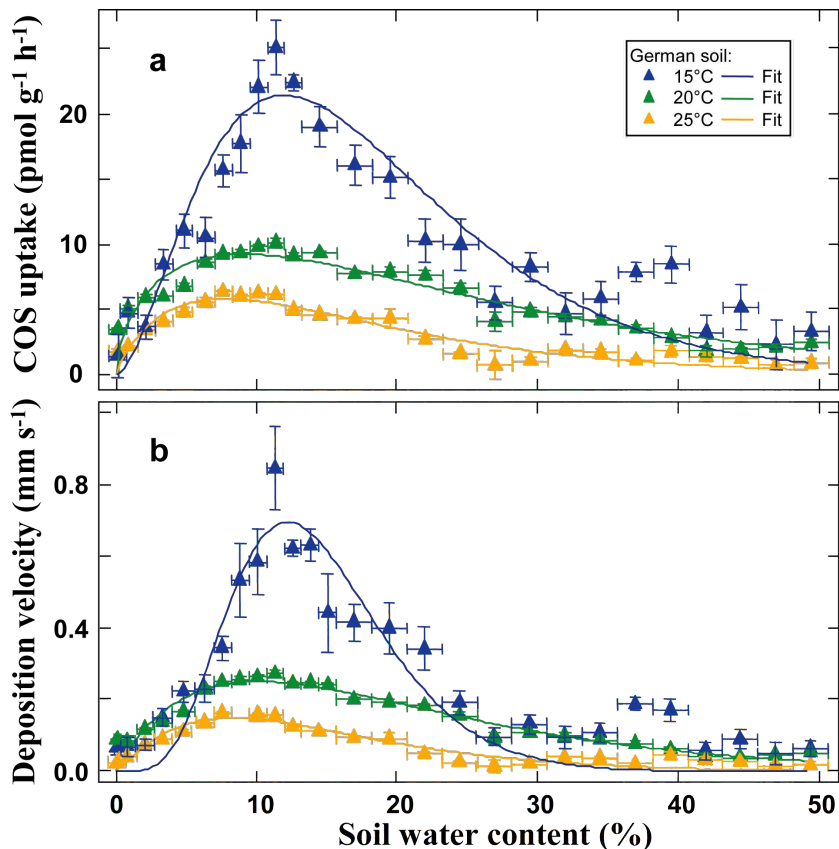 a
German soil:
15°C Fit
20°C Fit
25°C Fit
COS uptake (pmol g⁻¹ h⁻¹)
20
10
0
b
Deposition velocity (mm s⁻¹)
0.8
0.4
0.0
0 10 20 30 40 50
Soil water content (%)